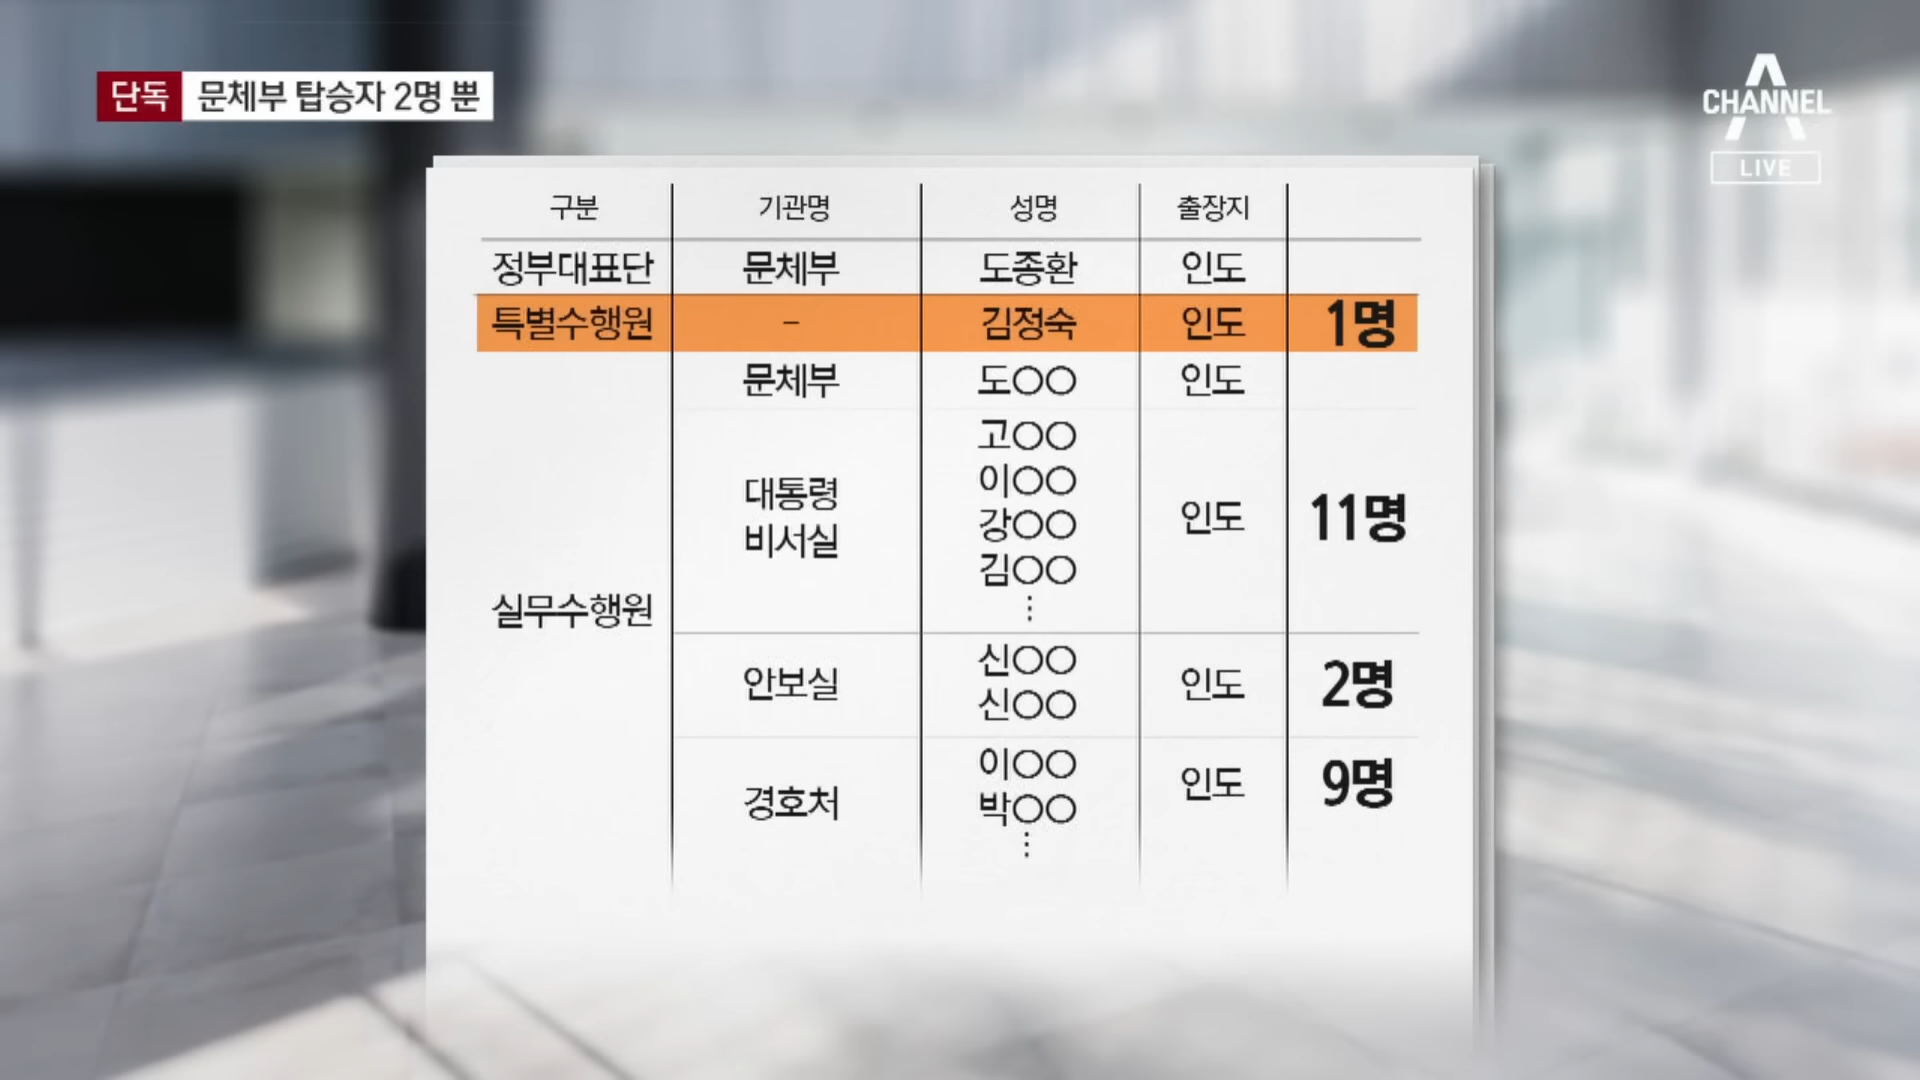 단독 문체부 탑승자 2명 뿐
CHANNEL A
LIVE
구분 기관명 성명 출장지
정부대표단 문체부 도종환 인도
특별수행원 - 김정숙 인도 1명
문체부 도○○ 인도
고○○
이○○
대통령
비서실
강○○
인도 11명
김○○
⋮
실무수행원
신○○
안보실 인도 2명
신○○
이○○
경호처 인도 9명
박○○
⋮